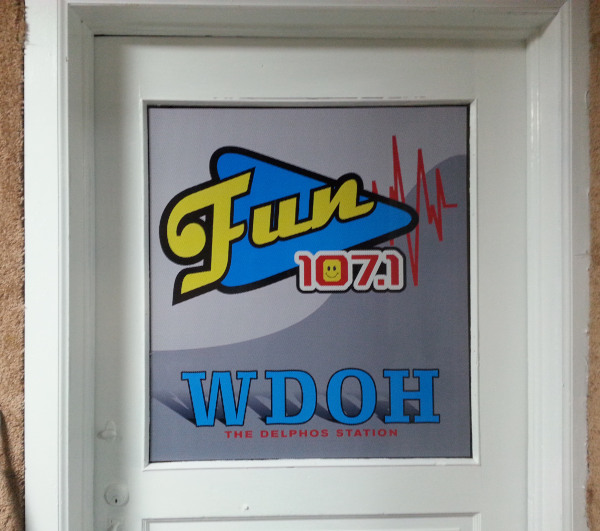 Fun
107.1
WDOH
THE DELPHOS STATION